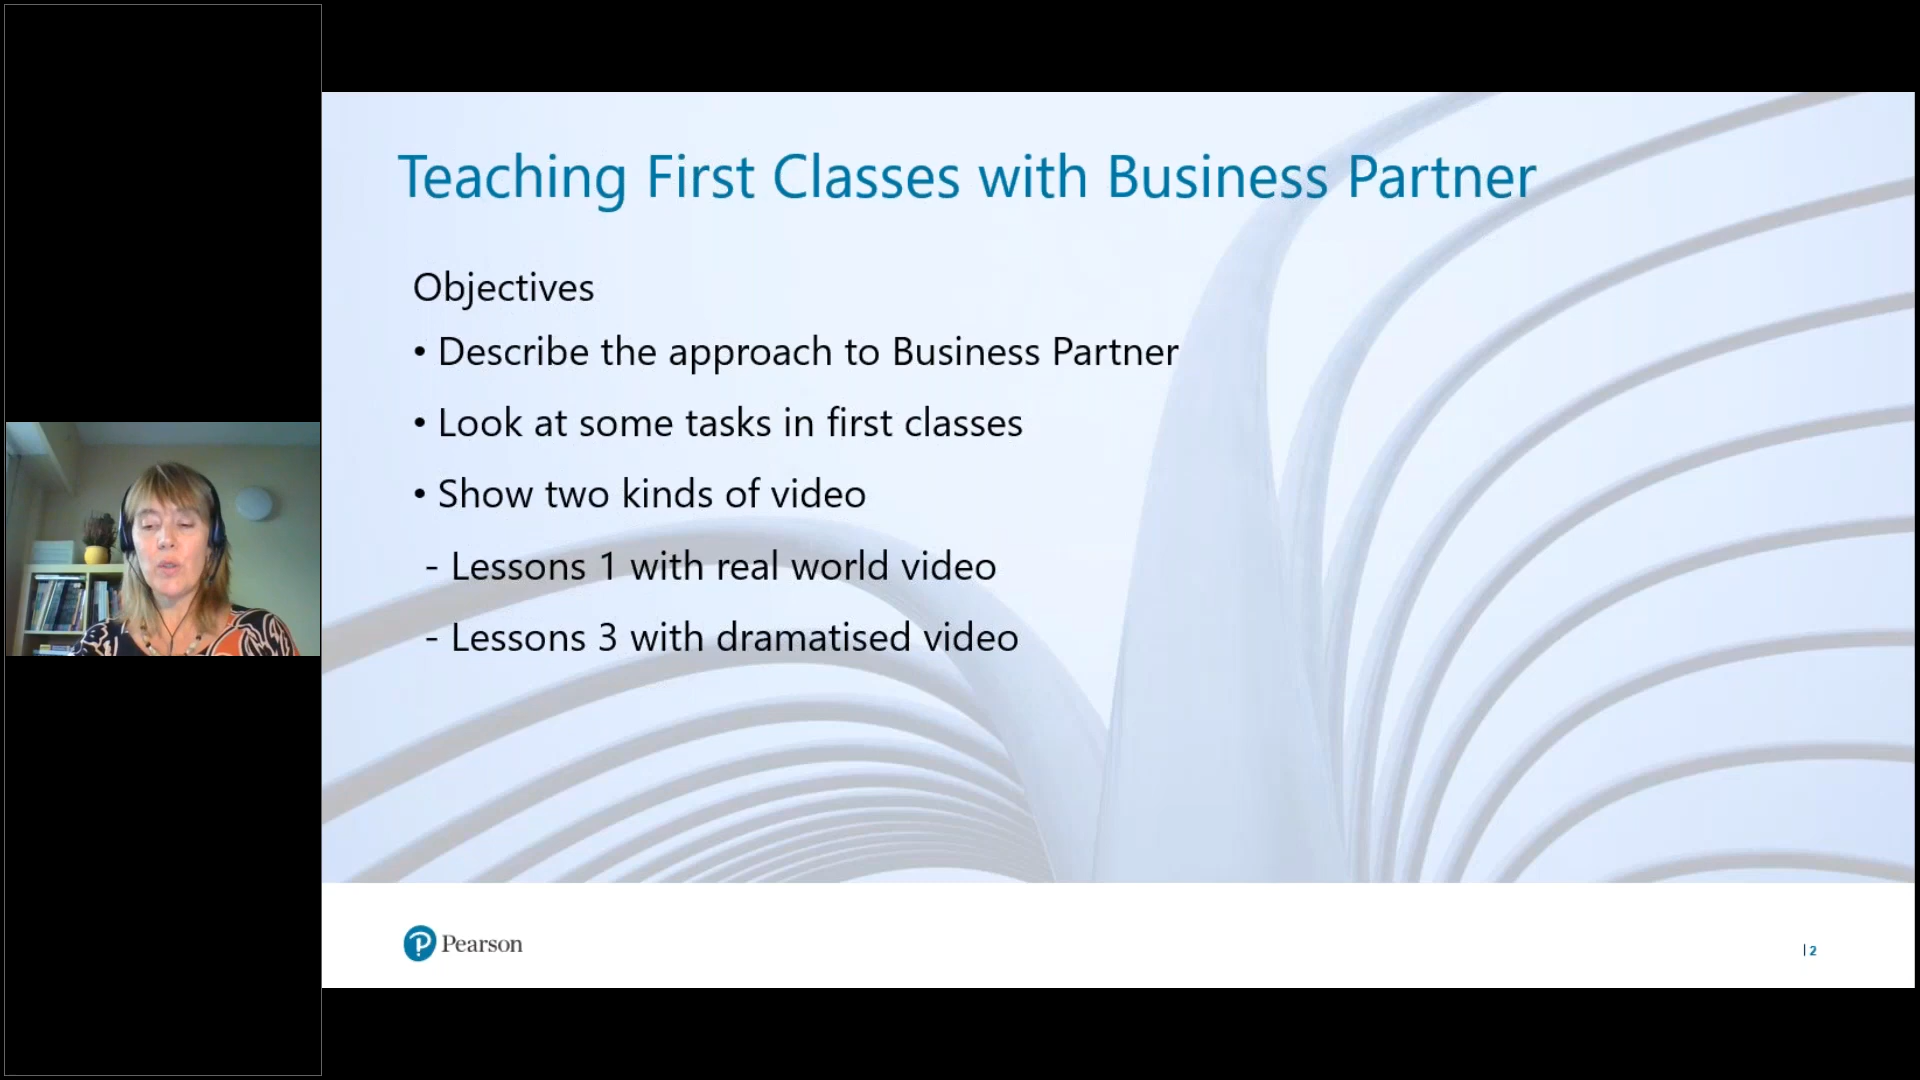 Teaching First Classes with Business Partner
Objectives
• Describe the approach to Business Partner
• Look at some tasks in first classes
• Show two kinds of video
- Lessons 1 with real world video
- Lessons 3 with dramatised video
Pearson
| 2